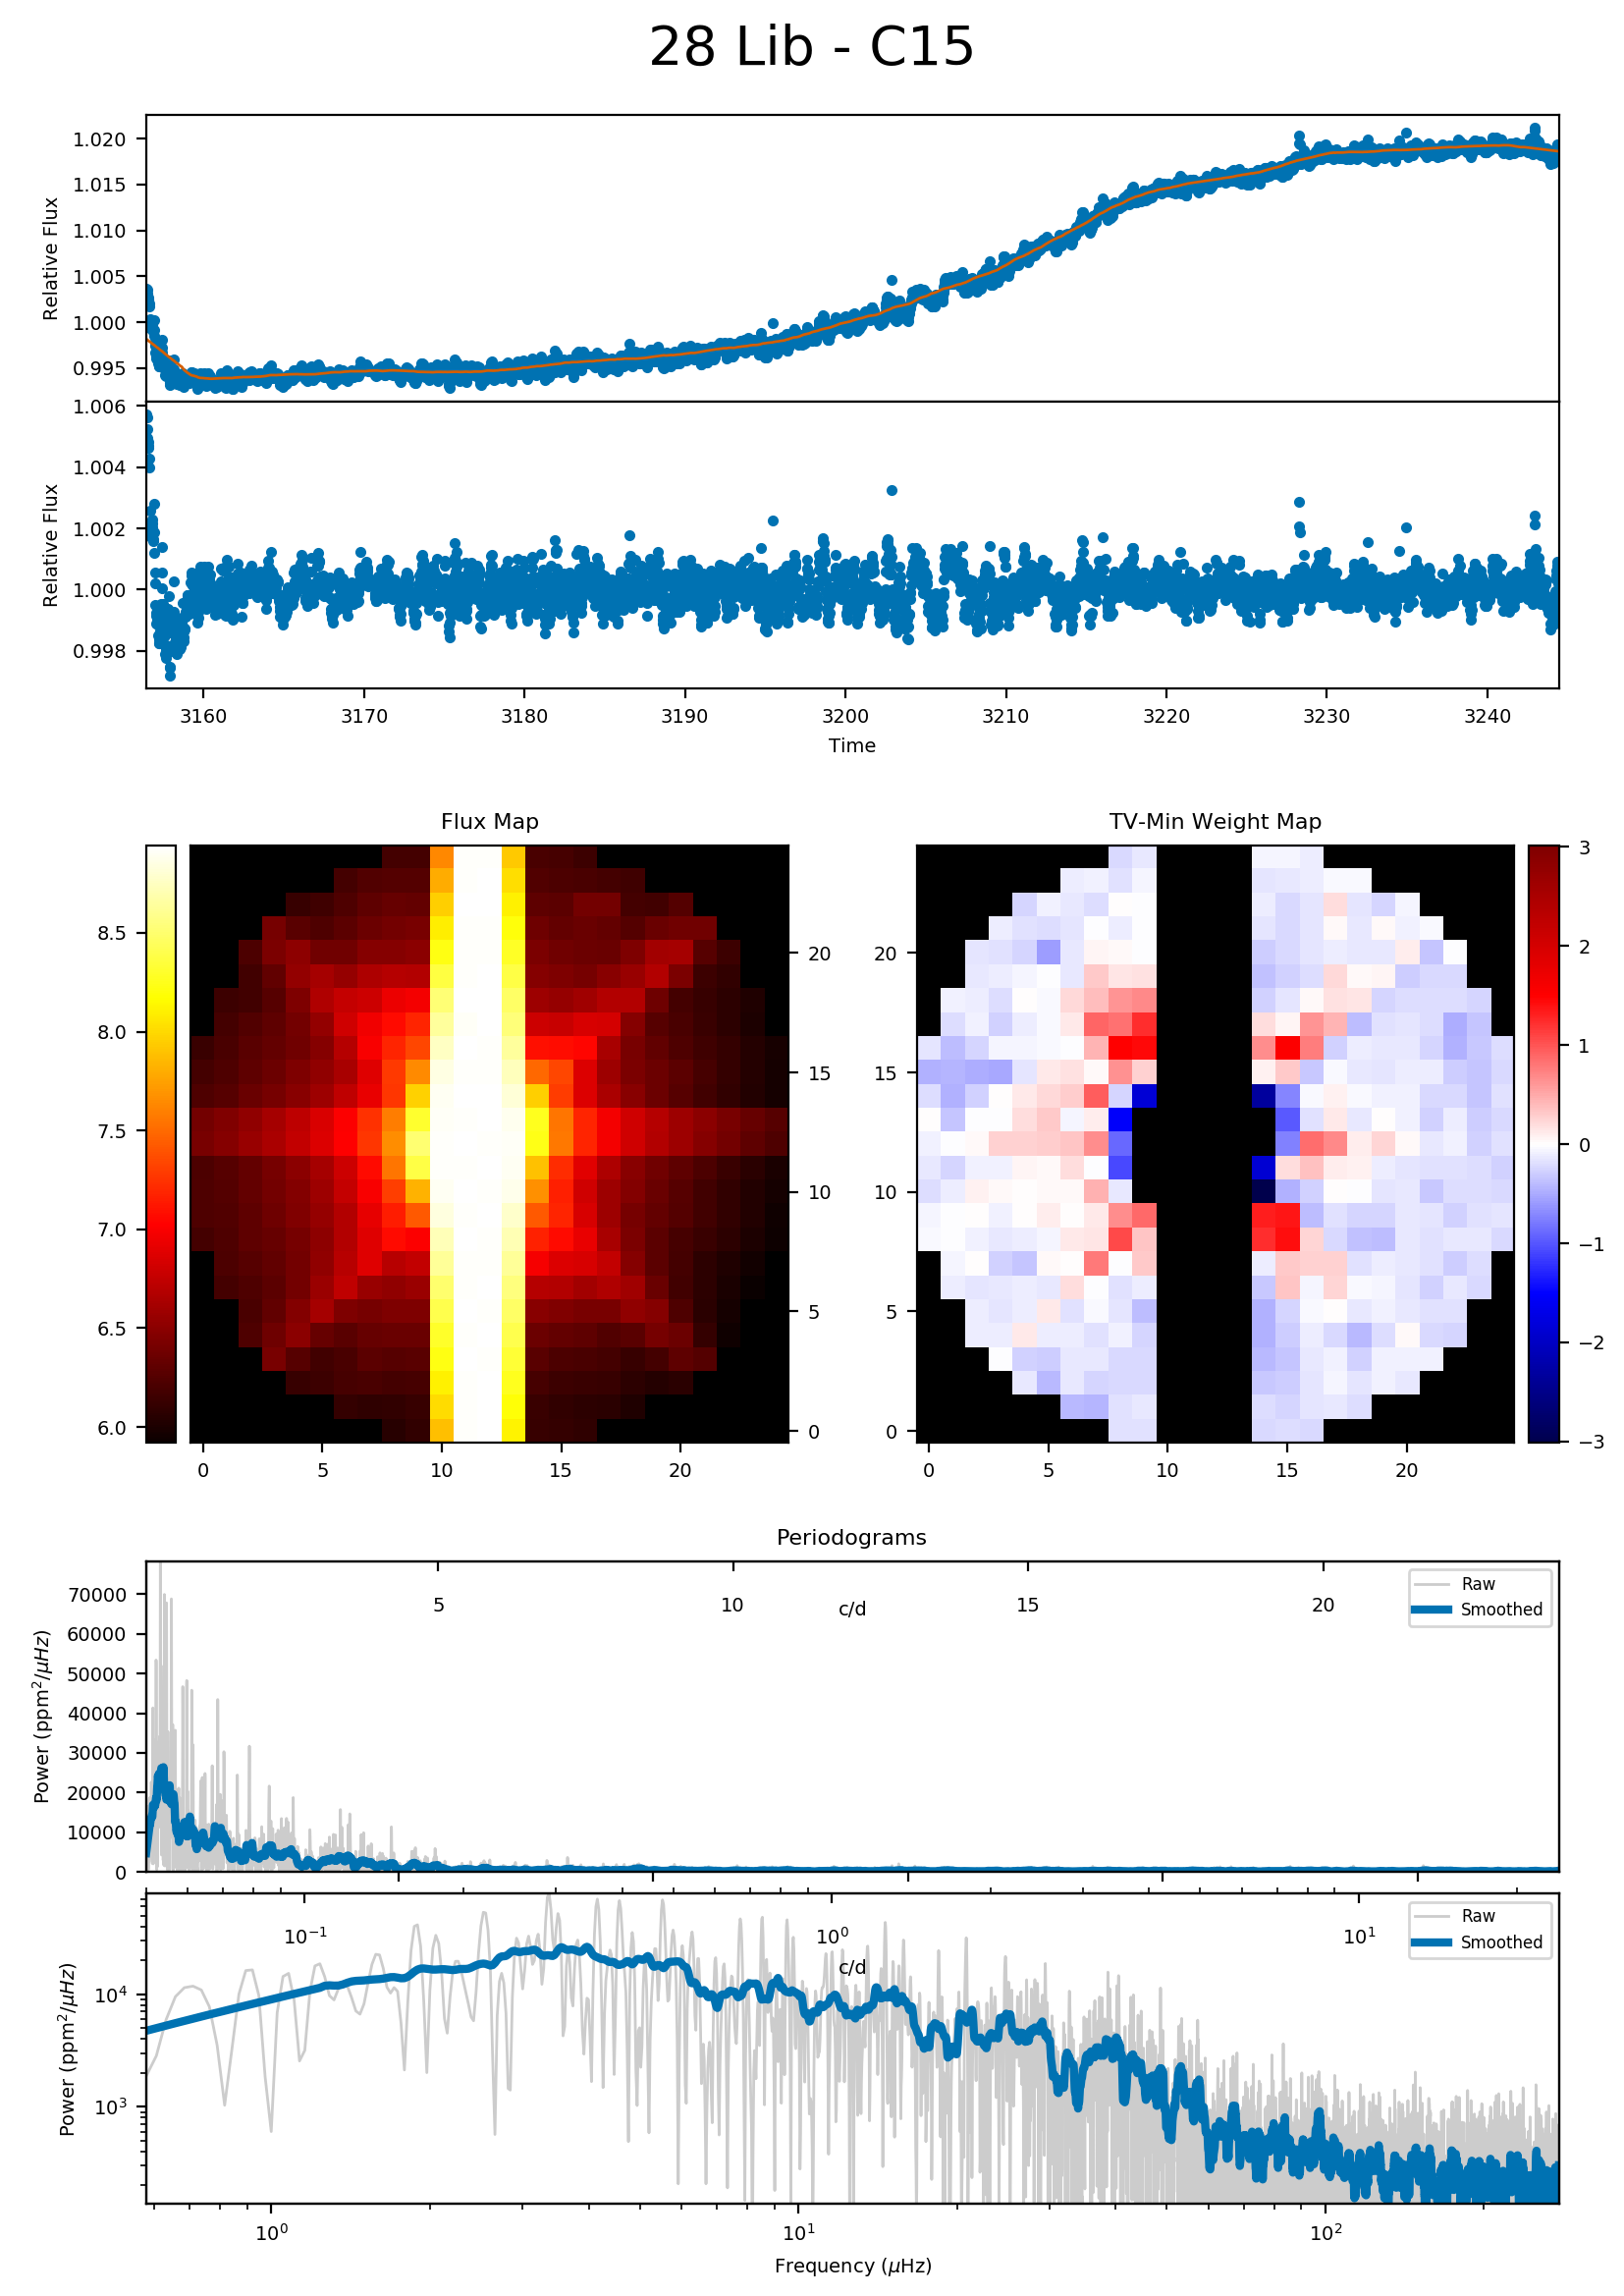 28 Lib - C15
1.020
1.015
1.010
1.005
1.000
0.995
Relative Flux
1.006
1.004
1.002
1.000
0.998
Relative Flux
3160 3170 3180 3190 3200 3210 3220 3230 3240
Time
Flux Map
8.5
8.0
7.5
7.0
6.5
6.0
20
15
10
5
0
0 5 10 15 20
TV-Min Weight Map
20
15
10
5
0
0 5 10 15 20
3
2
1
0
−1
−2
−3
Periodograms
70000
60000
50000
40000
30000
20000
10000
0
Power (ppm²/μHz)
5 10 15 20
c/d
Raw
Smoothed
10⁴
10³
Power (ppm²/μHz)
10⁻¹ 10⁰ 10¹
c/d
Raw
Smoothed
10⁰ 10¹ 10²
Frequency (μHz)